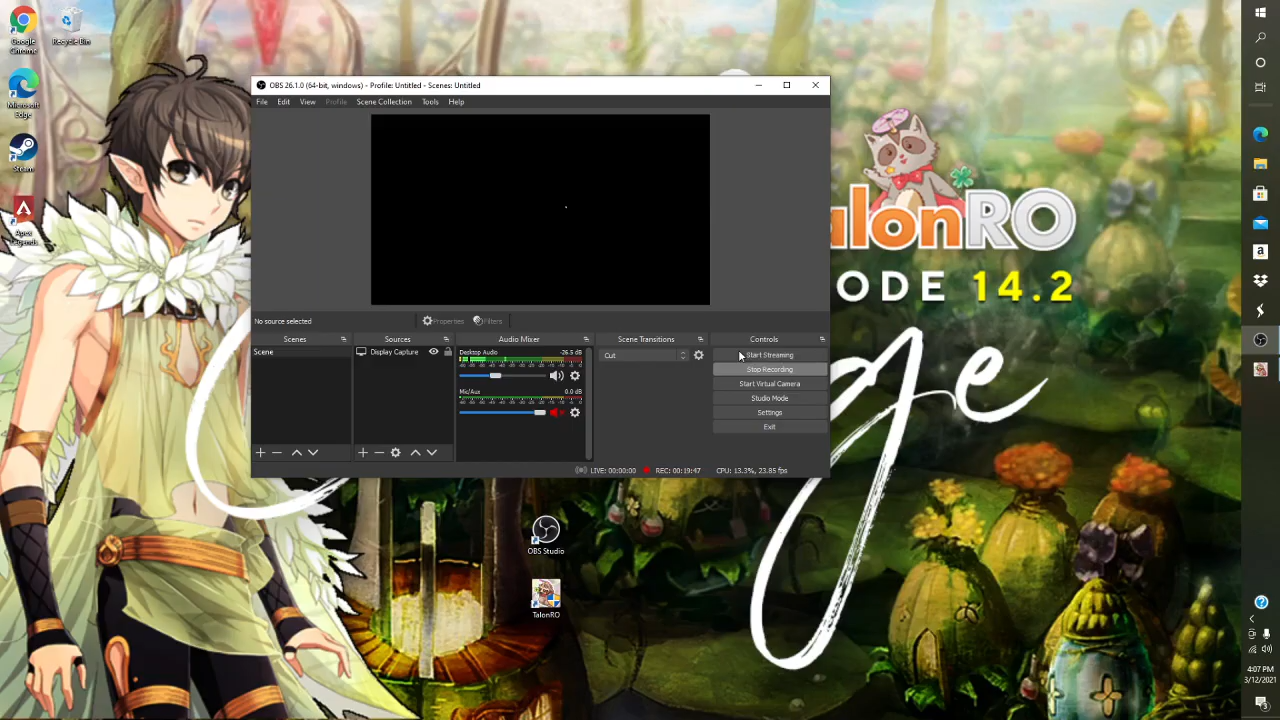 Google
Chrome
Recycle Bin
Microsoft
Edge
Steam
Apex
Legends
OBS 26.1.0 (64-bit, windows) - Profile: Untitled - Scenes: Untitled
File Edit View Profile Scene Collection Tools Help
No source selected
Properties Filters
Scenes Sources Audio Mixer Scene Transitions Controls
Scene
Display Capture
Desktop Audio -26.5 dB
Mic/Aux 0.0 dB
Cut
Start Streaming
Stop Recording
Start Virtual Camera
Studio Mode
Settings
Exit
LIVE: 00:00:00 REC: 00:19:47 CPU: 13.3%, 23.85 fps
alonRO
ODE 14.2
ge
OBS Studio
TalonRO
4:07 PM
3/12/2021